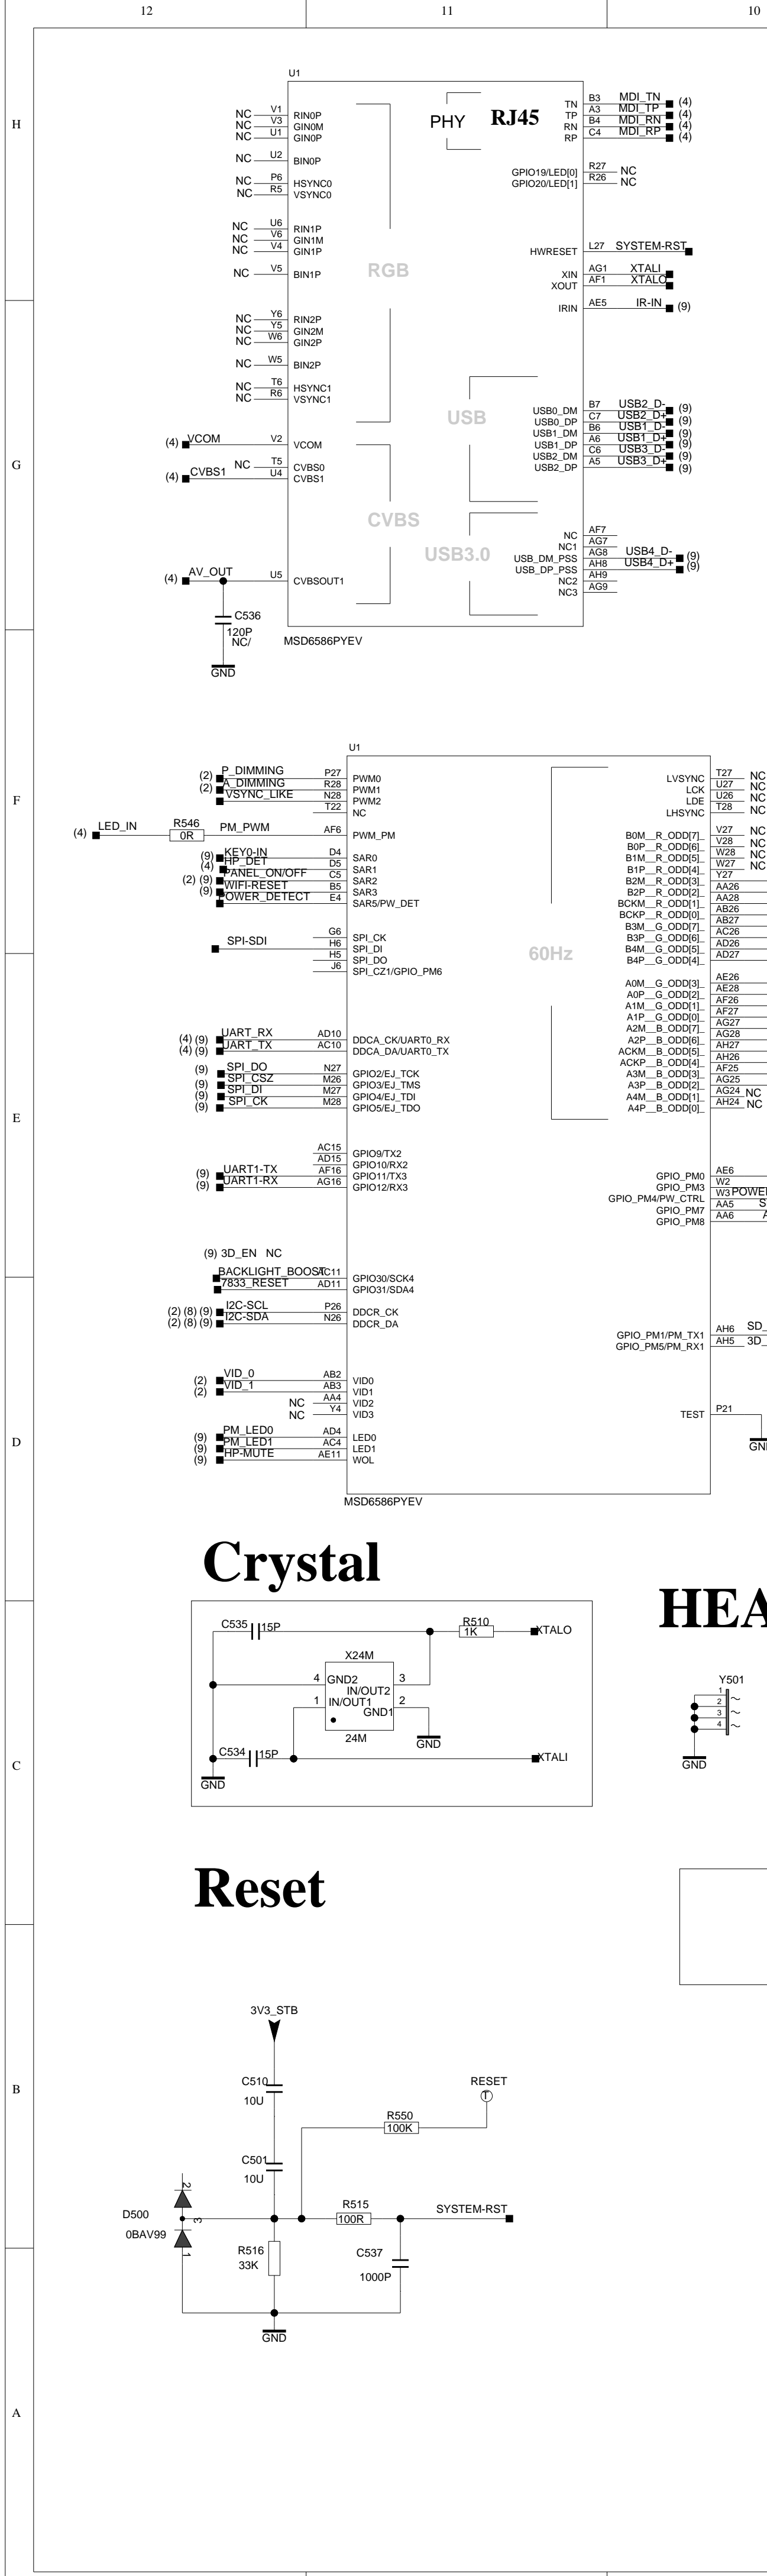 12 11 10
H
U1
NC V1 RIN0P
NC V3 GIN0M
NC U1 GIN0P
NC U2 BIN0P
NC P6 HSYNC0
NC R5 VSYNC0
NC U6 RIN1P
NC V6 GIN1M
NC V4 GIN1P
NC V5 BIN1P
RGB
PHY RJ45
TN B3 MDI_TN (4)
TP A3 MDI_TP (4)
RN B4 MDI_RN (4)
RP C4 MDI_RP (4)
GPIO19/LED[0] R27 NC
GPIO20/LED[1] R26 NC
HWRESET L27 SYSTEM-RST
XIN AG1 XTALI
XOUT AF1 XTALO
IRIN AE5 IR-IN (9)
G
NC Y6 RIN2P
NC Y5 GIN2M
NC W6 GIN2P
NC W5 BIN2P
NC T6 HSYNC1
NC R6 VSYNC1
(4) VCOM V2 VCOM
NC T5 CVBS0
(4) CVBS1 U4 CVBS1
CVBS
(4) AV_OUT U5 CVBSOUT1
C536
120P
NC/
GND
USB
USB0_DM B7 USB2_D- (9)
USB0_DP C7 USB2_D+ (9)
USB1_DM B6 USB1_D- (9)
USB1_DP A6 USB1_D+ (9)
USB2_DM C6 USB3_D- (9)
USB2_DP A5 USB3_D+ (9)
USB3.0
NC AF7
NC1 AG7
USB_DM_PSS AG8 USB4_D- (9)
USB_DP_PSS AH8 USB4_D+ (9)
NC2 AH9
NC3 AG9
MSD6586PYEV
F
U1
(2) P_DIMMING P27 PWM0
(2) A_DIMMING R28 PWM1
VSYNC_LIKE N28 PWM2
T22 NC
(4) LED_IN R546 0R PM_PWM AF6 PWM_PM
(9) KEY0-IN D4 SAR0
(4) HP_DET D5 SAR1
(2) (9) PANEL_ON/OFF C5 SAR2
(9) WIFI-RESET B5 SAR3
POWER_DETECT E4 SAR5/PW_DET
G6 SPI_CK
SPI-SDI H6 SPI_DI
H5 SPI_DO
J6 SPI_CZ1/GPIO_PM6
60Hz
LVSYNC T27 NC
LCK U27 NC
LDE U26 NC
LHSYNC T28 NC
B0M__R_ODD[7]_ V27 NC
B0P__R_ODD[6]_ V28 NC
B1M__R_ODD[5]_ W28 NC
B1P__R_ODD[4]_ W27 NC
B2M__R_ODD[3]_ Y27
B2P__R_ODD[2]_ AA26
BCKM__R_ODD[1]_ AA28
BCKP__R_ODD[0]_ AB26
B3M__G_ODD[7]_ AB27
B3P__G_ODD[6]_ AC26
B4M__G_ODD[5]_ AD26
B4P__G_ODD[4]_ AD27
A0M__G_ODD[3]_ AE26
A0P__G_ODD[2]_ AE28
A1M__G_ODD[1]_ AF26
A1P__G_ODD[0]_ AF27
A2M__B_ODD[7]_ AG27
A2P__B_ODD[6]_ AG28
ACKM__B_ODD[5]_ AH27
ACKP__B_ODD[4]_ AH26
A3M__B_ODD[3]_ AF25
A3P__B_ODD[2]_ AG25
A4M__B_ODD[1]_ AG24 NC
A4P__B_ODD[0]_ AH24 NC
E
(4) (9) UART_RX AD10 DDCA_CK/UART0_RX
(4) (9) UART_TX AC10 DDCA_DA/UART0_TX
(9) SPI_DO N27 GPIO2/EJ_TCK
(9) SPI_CSZ M26 GPIO3/EJ_TMS
(9) SPI_DI M27 GPIO4/EJ_TDI
(9) SPI_CK M28 GPIO5/EJ_TDO
AC15 GPIO9/TX2
AD15 GPIO10/RX2
(9) UART1-TX AF16 GPIO11/TX3
(9) UART1-RX AG16 GPIO12/RX3
GPIO_PM0 AE6
GPIO_PM3 W2
GPIO_PM4/PW_CTRL W3 POWE
GPIO_PM7 AA5 S
GPIO_PM8 AA6 A
(9) 3D_EN NC
BACKLIGHT_BOOST AC11 GPIO30/SCK4
7833_RESET AD11 GPIO31/SDA4
(2) (8) (9) I2C-SCL P26 DDCR_CK
(2) (8) (9) I2C-SDA N26 DDCR_DA
GPIO_PM1/PM_TX1 AH6 SD_
GPIO_PM5/PM_RX1 AH5 3D_
D
(2) VID_0 AB2 VID0
(2) VID_1 AB3 VID1
NC AA4 VID2
NC Y4 VID3
(9) PM_LED0 AD4 LED0
(9) PM_LED1 AC4 LED1
(9) HP-MUTE AE11 WOL
TEST P21
GN
MSD6586PYEV
Crystal
HEA
C535 15P
R510
1K
XTALO
X24M
4 GND2 3
IN/OUT2
1 IN/OUT1 2
GND1
24M
GND
C534 15P
XTALI
GND
Y501
1
2
3
4
GND
C
Reset
B
3V3_STB
C510
10U
RESET
T
R550
100K
C501
10U
D500
0BAV99
2
3
1
R515
100R
SYSTEM-RST
R516
33K
C537
1000P
GND
A